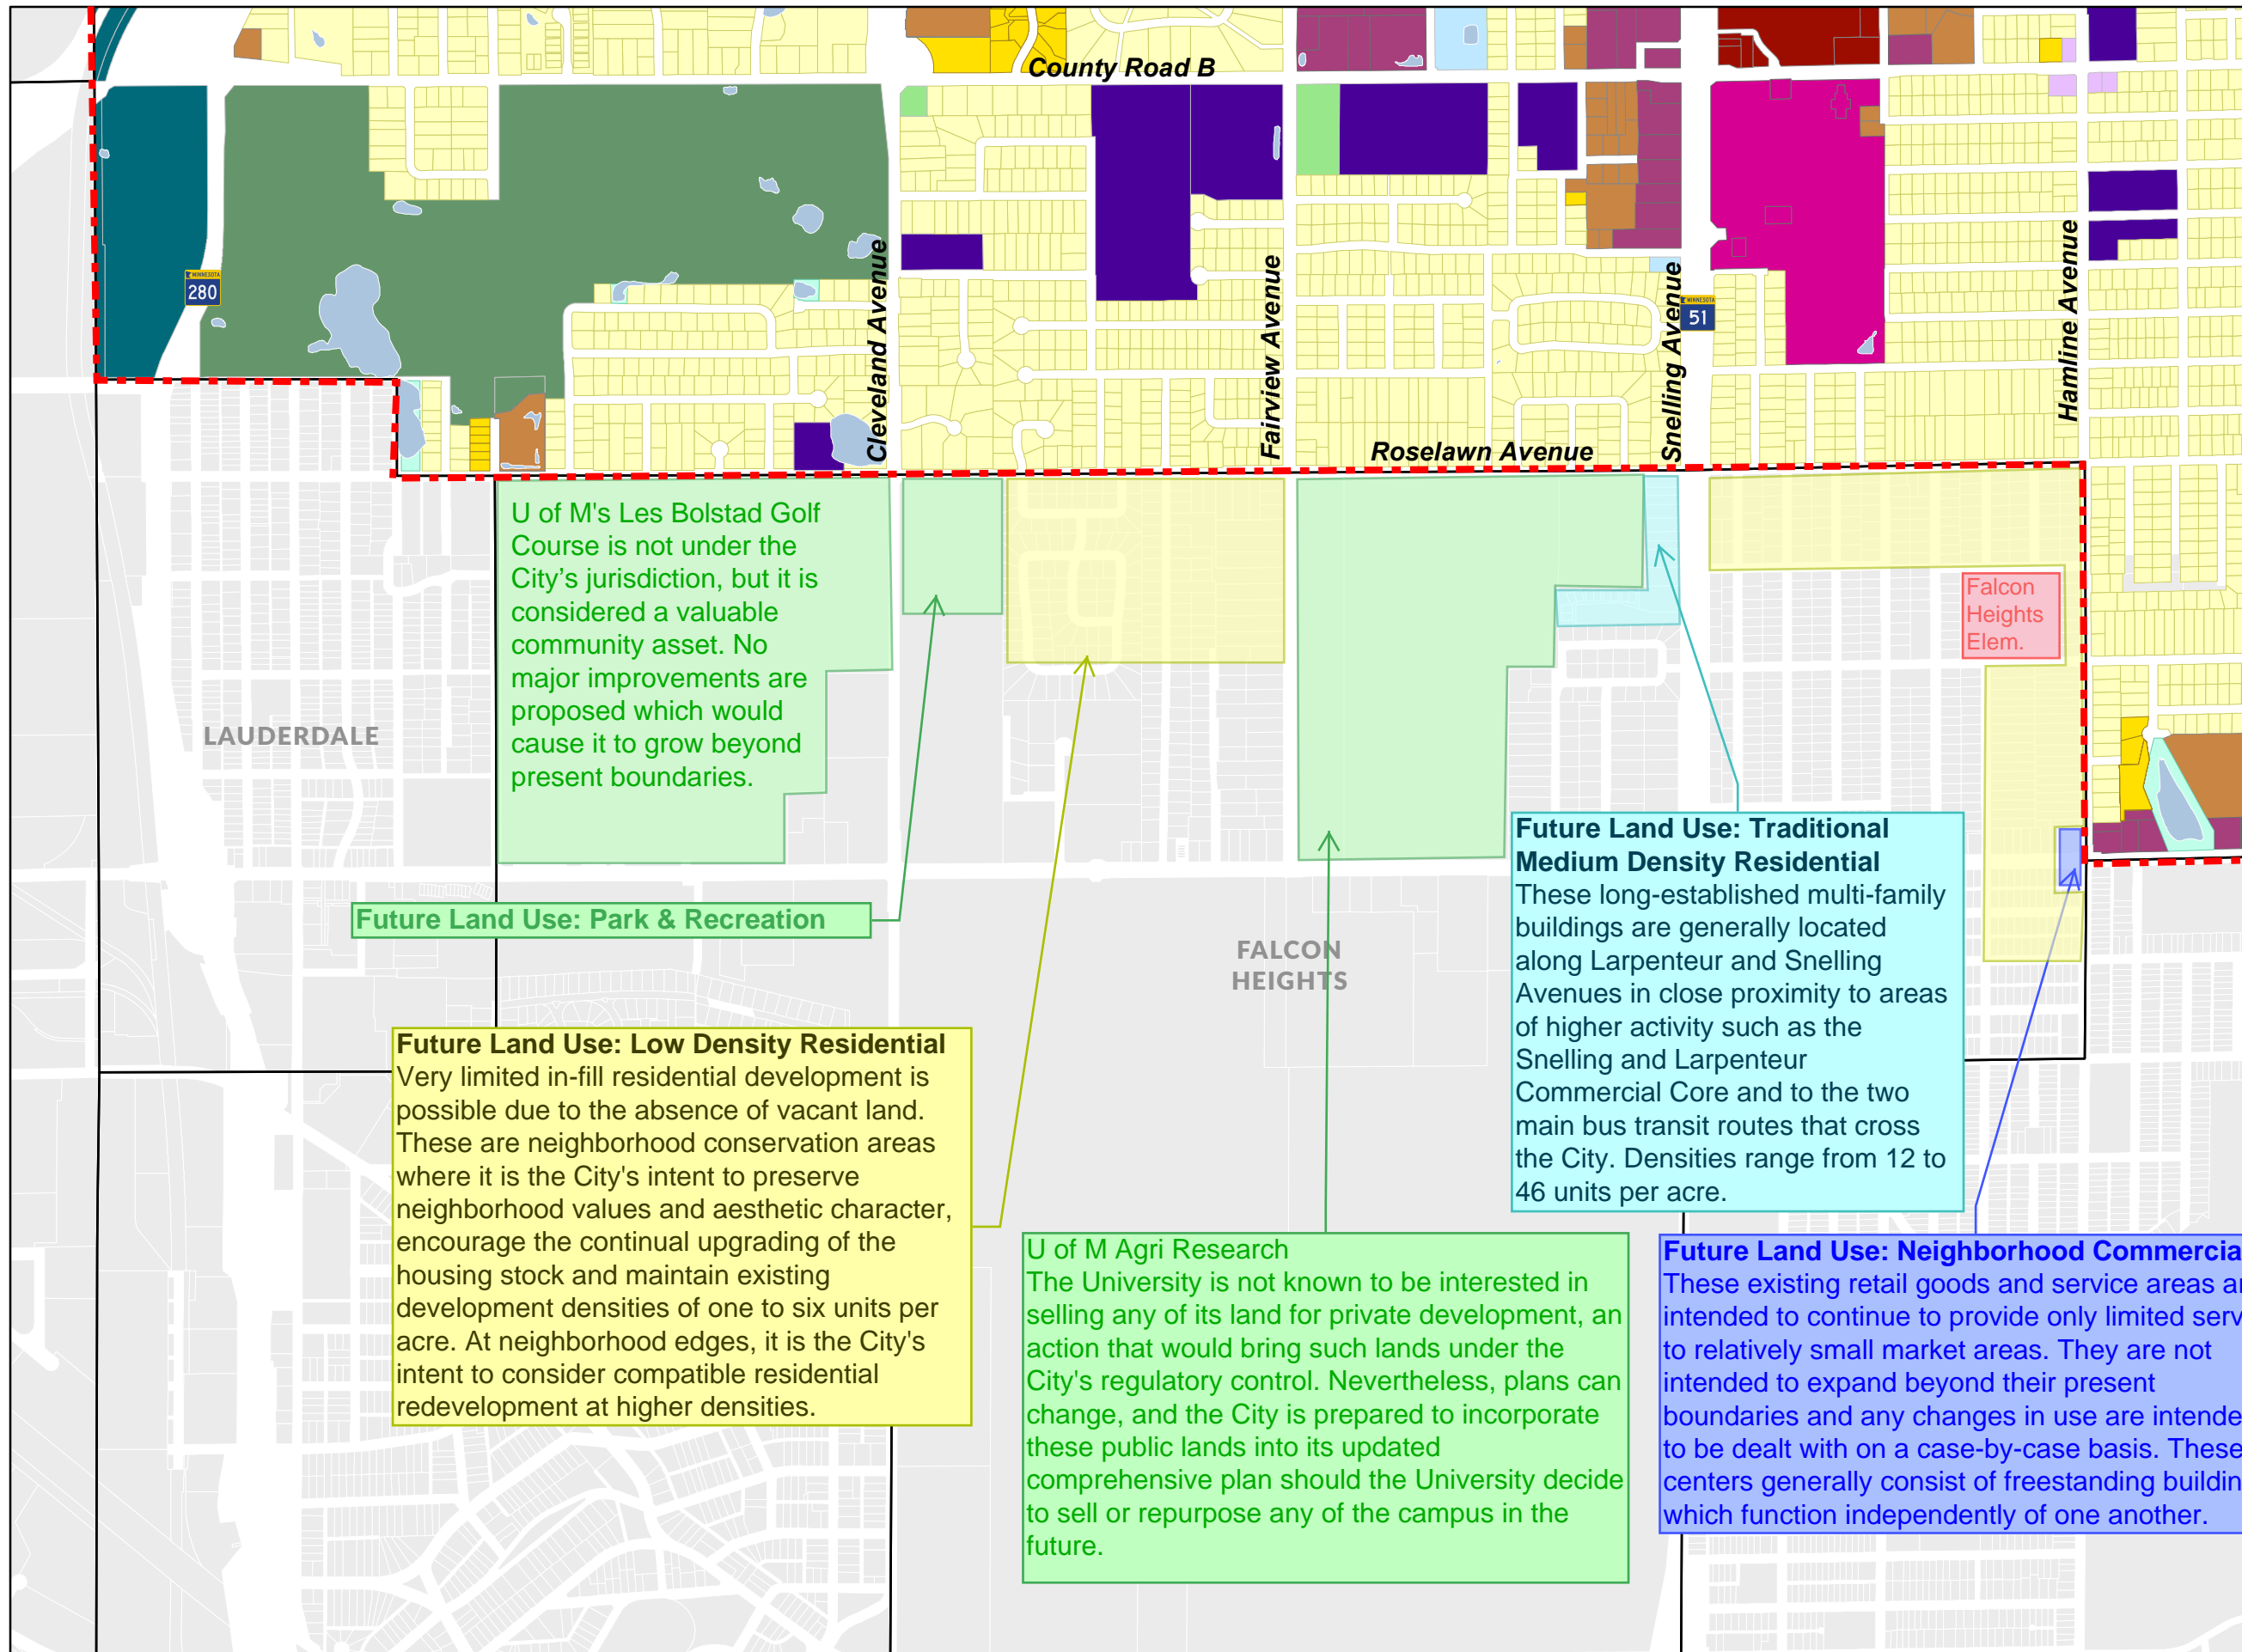 County Road B
MINNESOTA
280
Cleveland Avenue
Fairview Avenue
Snelling Avenue
MINNESOTA
51
Hamline Avenue
Roselawn Avenue
U of M's Les Bolstad Golf
Course is not under the
City’s jurisdiction, but it is
considered a valuable
community asset. No
major improvements are
proposed which would
cause it to grow beyond
present boundaries.
Falcon
Heights
Elem.
LAUDERDALE
Future Land Use: Park & Recreation
FALCON
HEIGHTS
Future Land Use: Traditional
Medium Density Residential
These long-established multi-family
buildings are generally located
along Larpenteur and Snelling
Avenues in close proximity to areas
of higher activity such as the
Snelling and Larpenteur
Commercial Core and to the two
main bus transit routes that cross
the City. Densities range from 12 to
46 units per acre.
Future Land Use: Low Density Residential
Very limited in-fill residential development is
possible due to the absence of vacant land.
These are neighborhood conservation areas
where it is the City's intent to preserve
neighborhood values and aesthetic character,
encourage the continual upgrading of the
housing stock and maintain existing
development densities of one to six units per
acre. At neighborhood edges, it is the City's
intent to consider compatible residential
redevelopment at higher densities.
U of M Agri Research
The University is not known to be interested in
selling any of its land for private development, an
action that would bring such lands under the
City's regulatory control. Nevertheless, plans can
change, and the City is prepared to incorporate
these public lands into its updated
comprehensive plan should the University decide
to sell or repurpose any of the campus in the
future.
Future Land Use: Neighborhood Commercia
These existing retail goods and service areas a
intended to continue to provide only limited serv
to relatively small market areas. They are not
intended to expand beyond their present
boundaries and any changes in use are intende
to be dealt with on a case-by-case basis. These
centers generally consist of freestanding buildin
which function independently of one another.